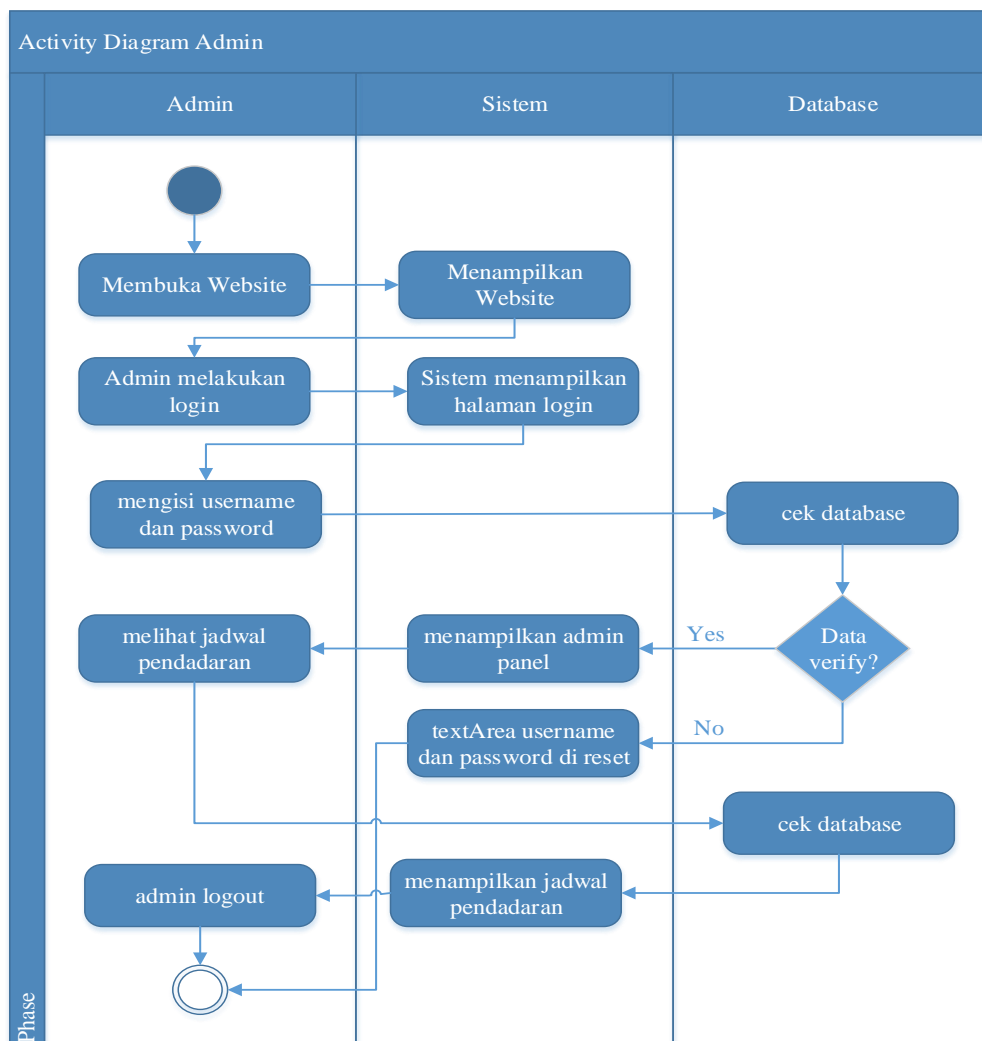 Activity Diagram Admin
Admin
Sistem
Database
Membuka Website
Menampilkan
Website
Admin melakukan
login
Sistem menampilkan
halaman login
mengisi username
dan password
cek database
melihat jadwal
pendadaran
menampilkan admin
panel
Yes
Data
verify?
textArea username
dan password di reset
No
cek database
admin logout
menampilkan jadwal
pendadaran
Phase